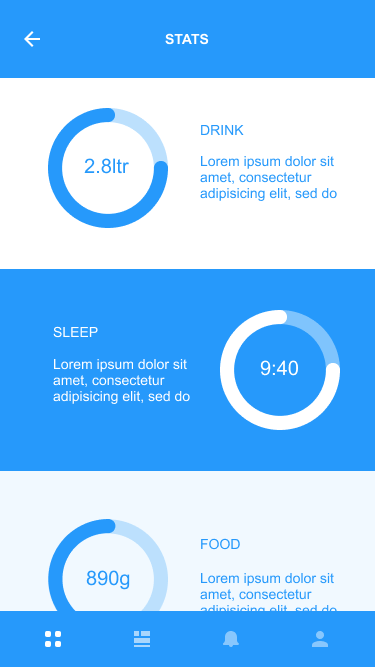 STATS
2.8ltr
DRINK
Lorem ipsum dolor sit
amet, consectetur
adipisicing elit, sed do
SLEEP
Lorem ipsum dolor sit
amet, consectetur
adipisicing elit, sed do
9:40
890g
FOOD
Lorem ipsum dolor sit
amet, consectetur
adipisicing elit, sed do